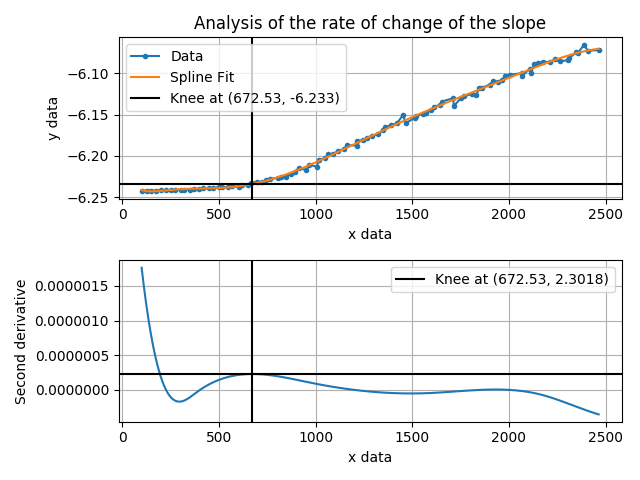 Analysis of the rate of change of the slope
Data
Spline Fit
Knee at (672.53, -6.233)
y data
−6.10
−6.15
−6.20
−6.25
0 500 1000 1500 2000 2500
x data
Knee at (672.53, 2.3018)
Second derivative
0.0000015
0.0000010
0.0000005
0.0000000
0 500 1000 1500 2000 2500
x data